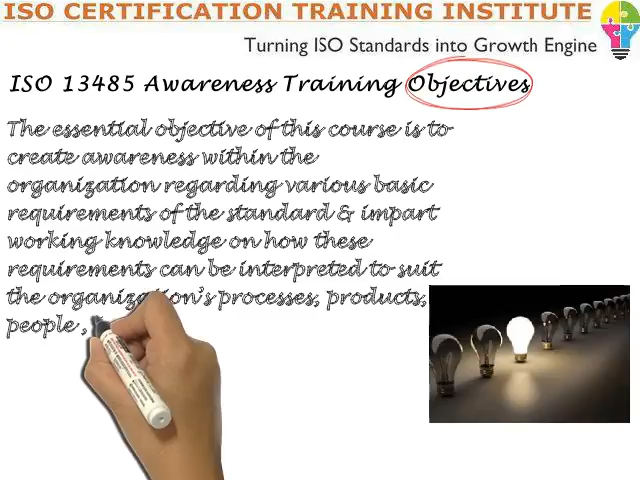 ISO CERTIFICATION TRAINING INSTITUTE
Turning ISO Standards into Growth Engine
ISO 13485 Awareness Training Objectives
The essential objective of this course is to
create awareness within the
organization regarding various basic
requirements of the standard & impart
working knowledge on how these
requirements can be interpreted to suit
the organization's processes, products,
people ,